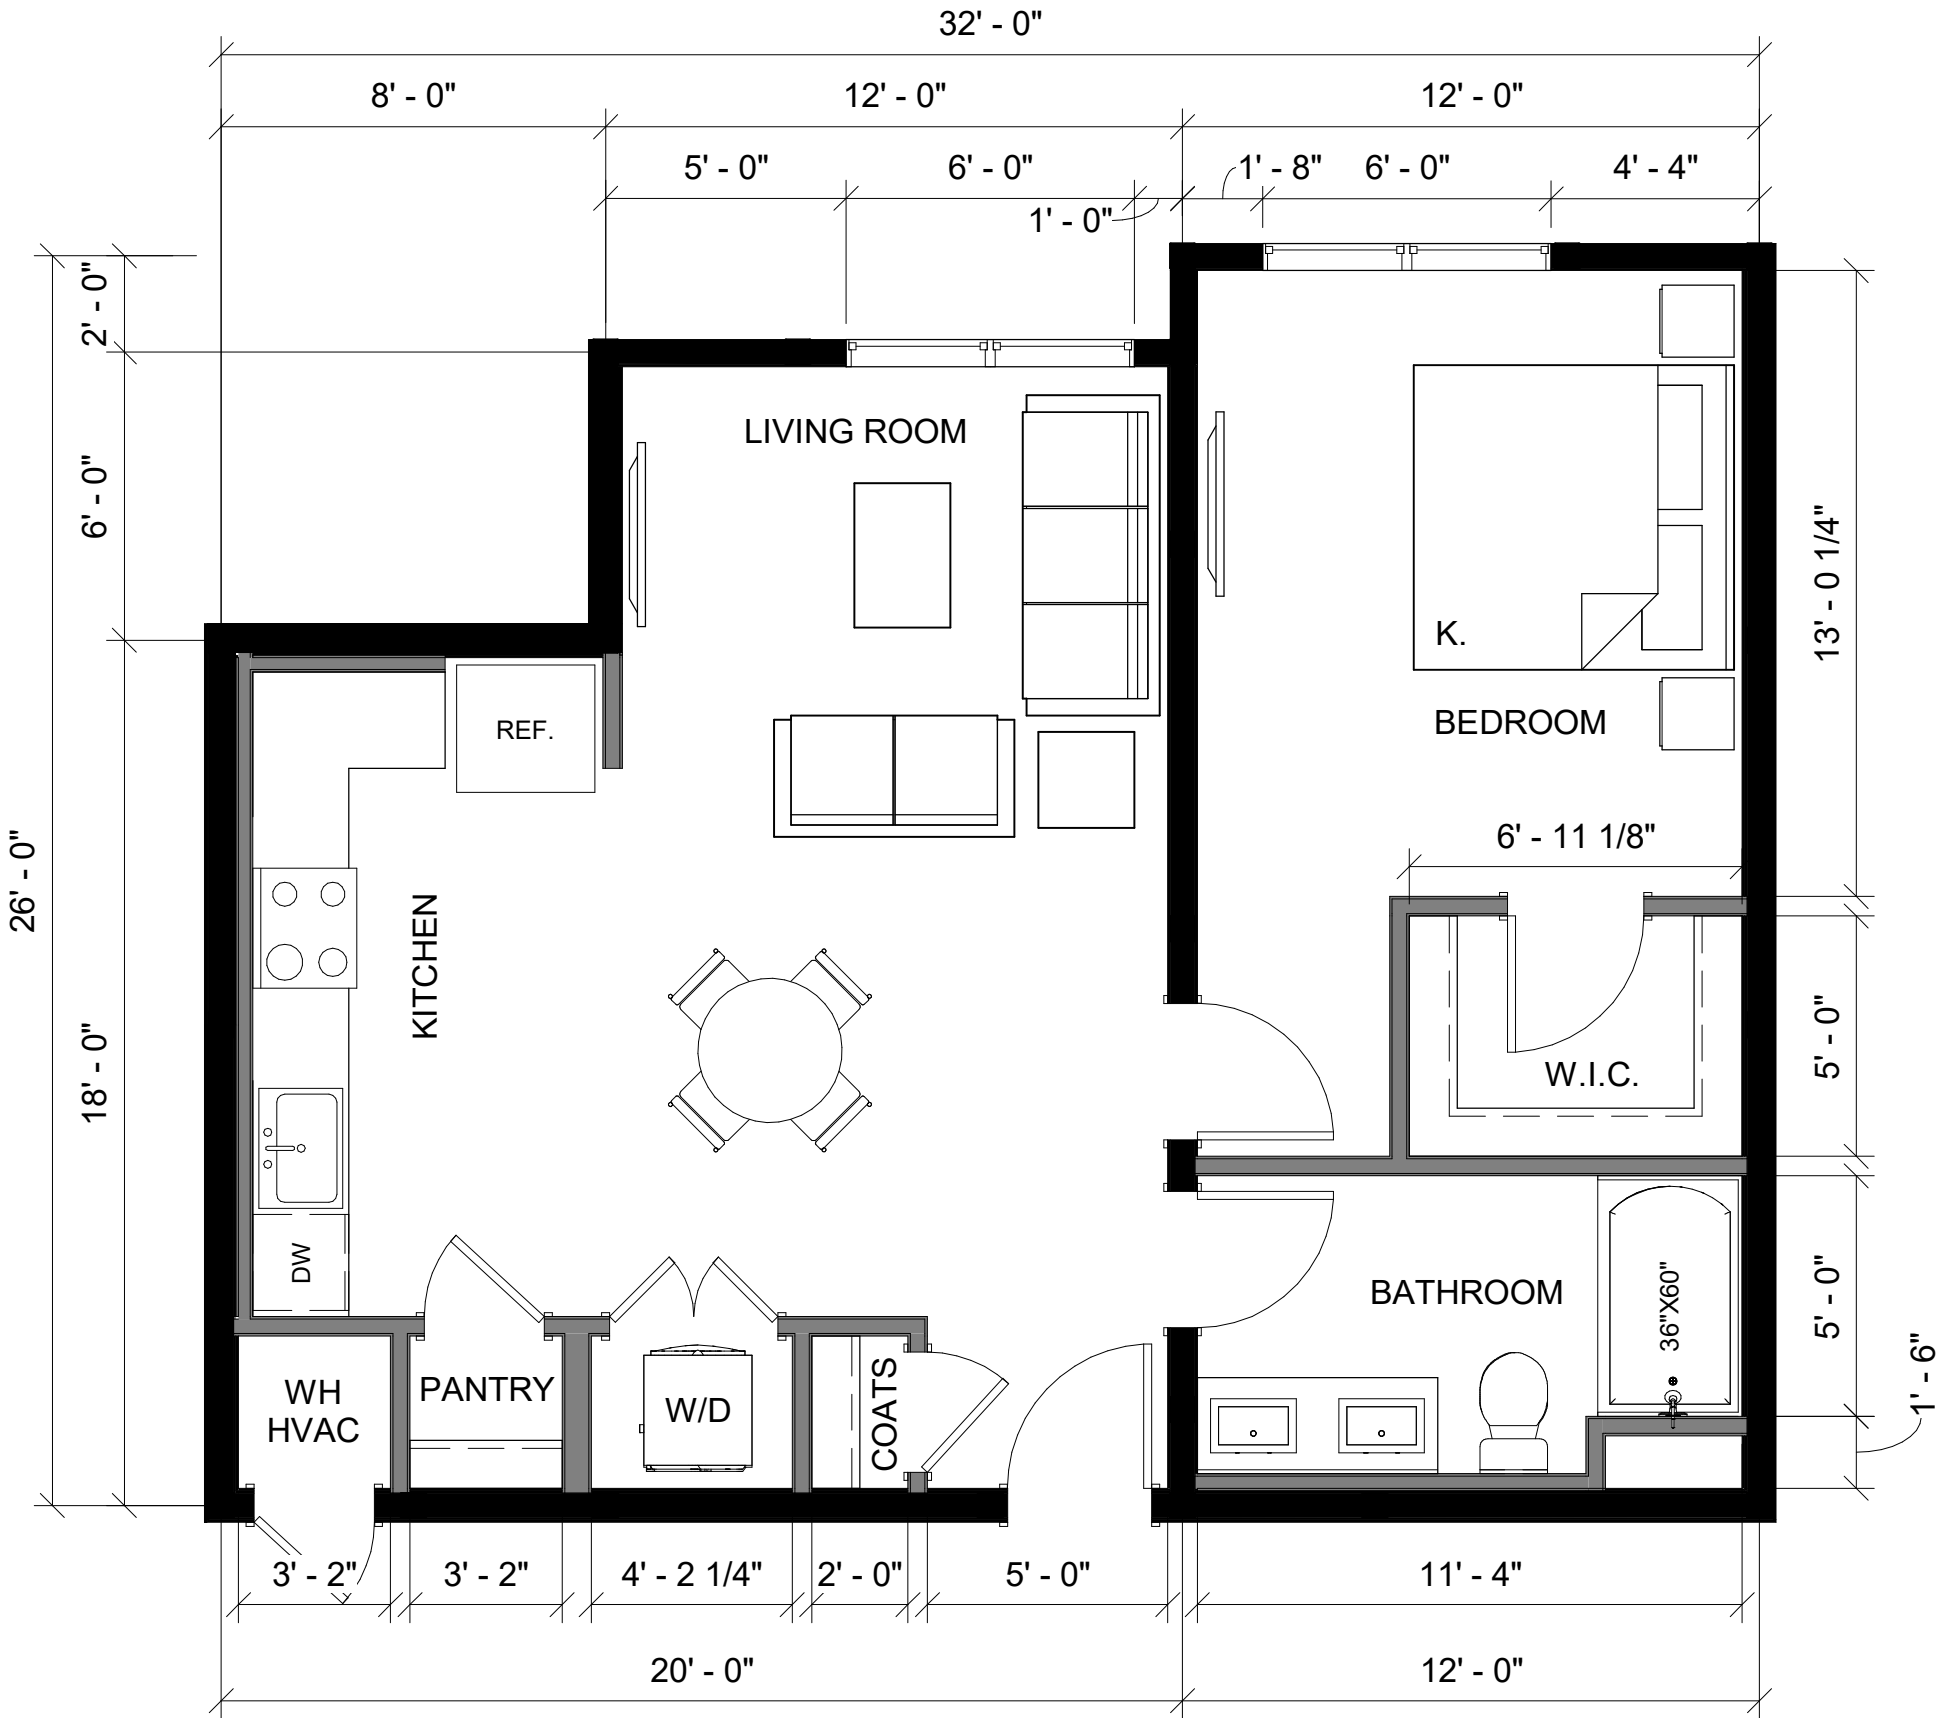 32' - 0"
8' - 0"
12' - 0"
12' - 0"
5' - 0"
6' - 0"
1' - 8"
6' - 0"
4' - 4"
1' - 0"
2' - 0"
6' - 0"
26' - 0"
18' - 0"
LIVING ROOM
K.
13' - 0 1/4"
REF.
BEDROOM
6' - 11 1/8"
KITCHEN
W.I.C.
5' - 0"
DW
BATHROOM
36"X60"
5' - 0"
1' - 6"
WH
HVAC
PANTRY
W/D
COATS
3' - 2"
3' - 2"
4' - 2 1/4"
2' - 0"
5' - 0"
11' - 4"
20' - 0"
12' - 0"